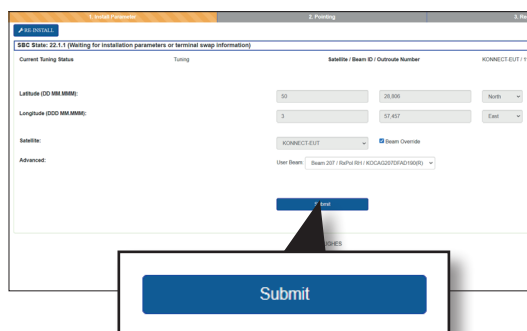 1. Install Parameter 2. Pointing 3. Re
RE-INSTALL
SBC State: 22.1.1 (Waiting for installation parameters or terminal swap information)
Current Tuning Status Tuning Satellite / Beam ID / Outroute Number KONNECT-EUT / 1
Latitude (DD MM.MMM): 50 28,806 North
Longitude (DDD MM.MMM): 3 57,457 East
Satellite: KONNECT-EUT Beam Override
Advanced: User Beam: Beam 207 / RxPol RH / KOCAG207DFAD190(R)
Submit
UGHES
Submit